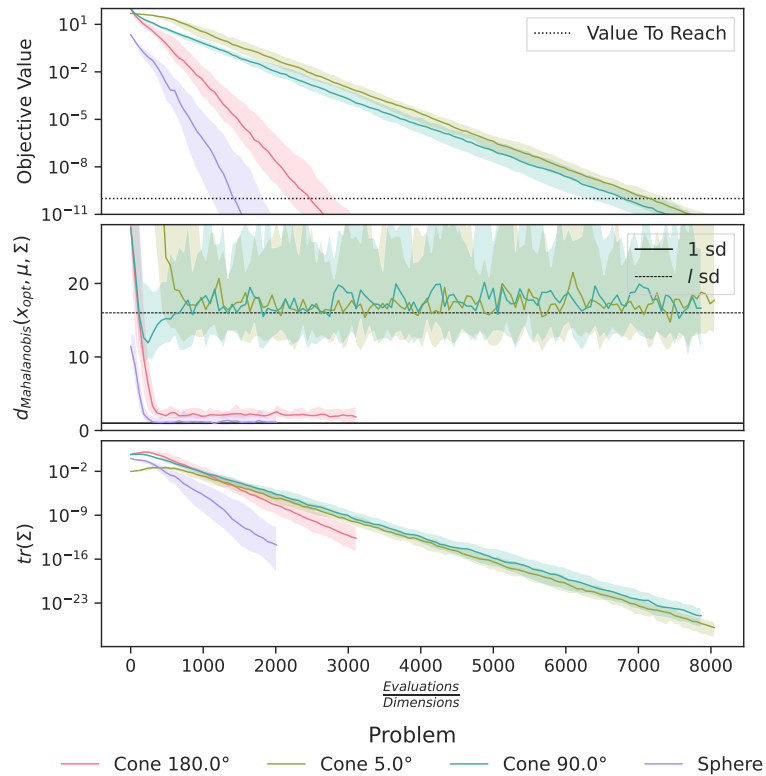 Objective Value
10¹
10⁻²
10⁻⁵
10⁻⁸
10⁻¹¹
Value To Reach
d_Mahalanobis(x_opt, μ, Σ)
20
10
0
1 sd
l sd
tr(Σ)
10⁻²
10⁻⁹
10⁻¹⁶
10⁻²³
0 1000 2000 3000 4000 5000 6000 7000 8000
Evaluations
Dimensions
Problem
Cone 180.0° Cone 5.0° Cone 90.0° Sphere